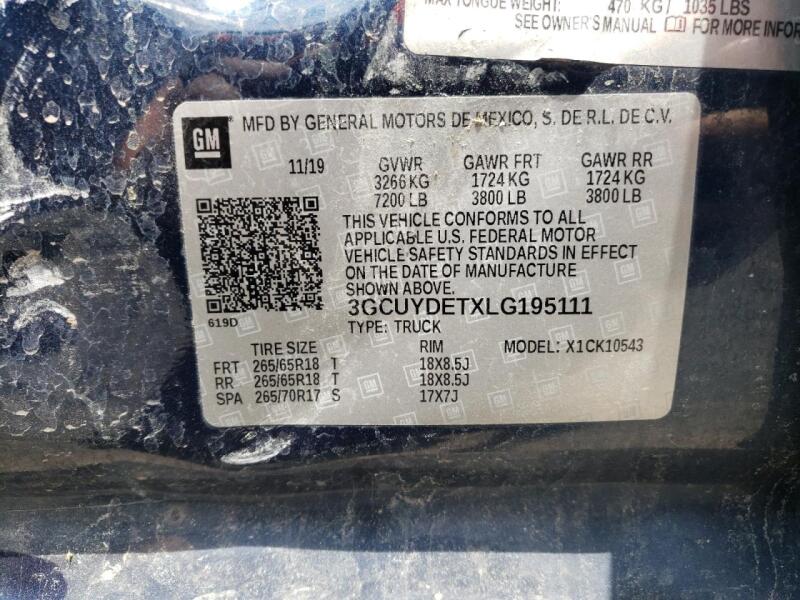 MAX TONGUE WEIGHT: 470 KG / 1035 LBS
SEE OWNER'S MANUAL FOR MORE INFOR
GM MFD BY GENERAL MOTORS DE MEXICO, S. DE R.L. DE C.V.
11/19 GVWR GAWR FRT GAWR RR
3266 KG 1724 KG 1724 KG
7200 LB 3800 LB 3800 LB
THIS VEHICLE CONFORMS TO ALL
APPLICABLE U.S. FEDERAL MOTOR
VEHICLE SAFETY STANDARDS IN EFFECT
ON THE DATE OF MANUFACTURE
SHOWN ABOVE.
3GCUYDETXLG195111
619D TYPE: TRUCK
TIRE SIZE RIM MODEL: X1CK10543
FRT 265/65R18 T 18X8.5J
RR 265/65R18 T 18X8.5J
SPA 265/70R17 S 17X7J